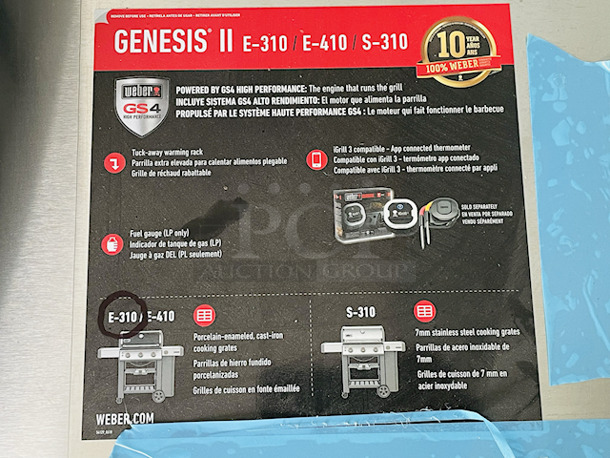 REMOVE BEFORE USE • RETIRARLA ANTES DE USAR • RETIRER AVANT D'UTILISER
GENESIS® II E-310 / E-410 / S-310
10 YEAR AÑOS ANS
100% WEBER
weber
GS4
HIGH PERFORMANCE
POWERED BY GS4 HIGH PERFORMANCE: The engine that runs the grill
INCLUYE SISTEMA GS4 ALTO RENDIMIENTO: El motor que alimenta la parrilla
PROPULSÉ PAR LE SYSTÈME HAUTE PERFORMANCE GS4 : Le moteur qui fait fonctionner le barbecue
Tuck-away warming rack
Parrilla extra elevada para calentar alimentos plegable
Grille de réchaud rabattable
iGrill 3 compatible - App connected thermometer
Compatible con iGrill 3 - termómetro app conectado
Compatible avec iGrill 3 - thermomètre connecté par appli
SOLD SEPARATELY
EN VENTA POR SEPARADO
VENDU SÉPARÉMENT
Fuel gauge (LP only)
Indicador de tanque de gas (LP)
Jauge à gaz DEL (PL seulement)
PCI
AUCTION GROUP
E-310 / E-410
Porcelain-enameled, cast-iron
cooking grates
Parrillas de hierro fundido
porcelanizadas
Grilles de cuisson en fonte émaillée
S-310
7mm stainless steel cooking grates
Parrillas de acero inoxidable de
7mm
Grilles de cuisson de 7 mm en
acier inoxydable
WEBER.COM